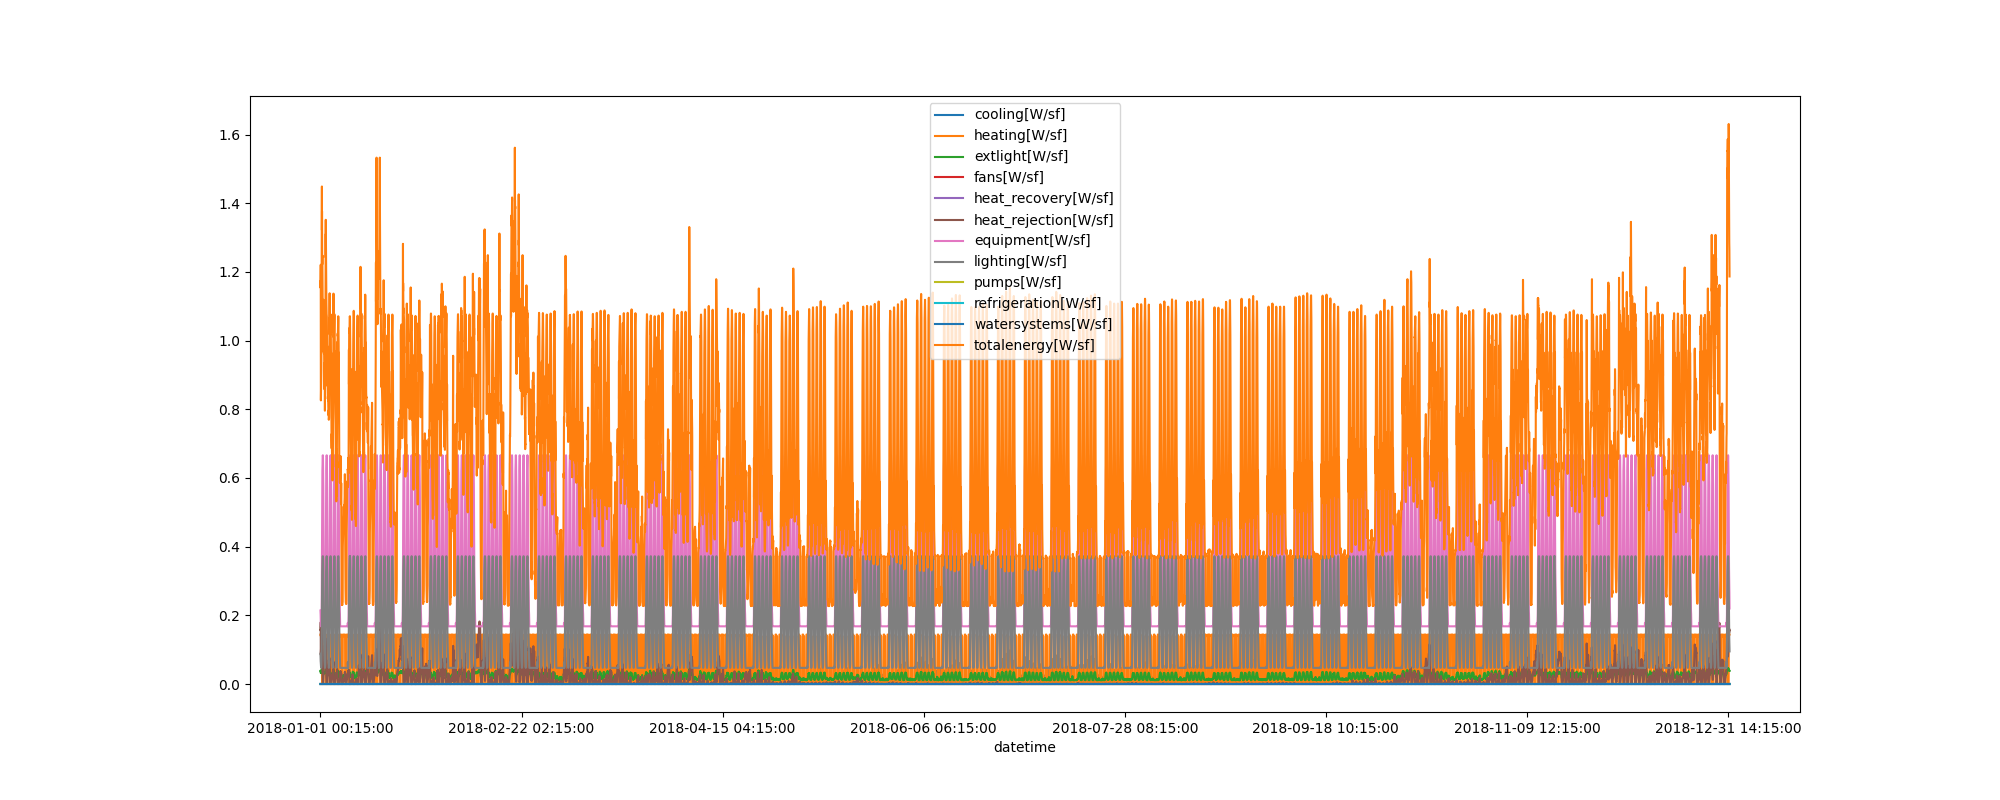 1.6
1.4
1.2
1.0
0.8
0.6
0.4
0.2
0.0
cooling[W/sf]
heating[W/sf]
extlight[W/sf]
fans[W/sf]
heat_recovery[W/sf]
heat_rejection[W/sf]
equipment[W/sf]
lighting[W/sf]
pumps[W/sf]
refrigeration[W/sf]
watersystems[W/sf]
totalenergy[W/sf]
2018-01-01 00:15:00
2018-02-22 02:15:00
2018-04-15 04:15:00
2018-06-06 06:15:00
2018-07-28 08:15:00
2018-09-18 10:15:00
2018-11-09 12:15:00
2018-12-31 14:15:00
datetime